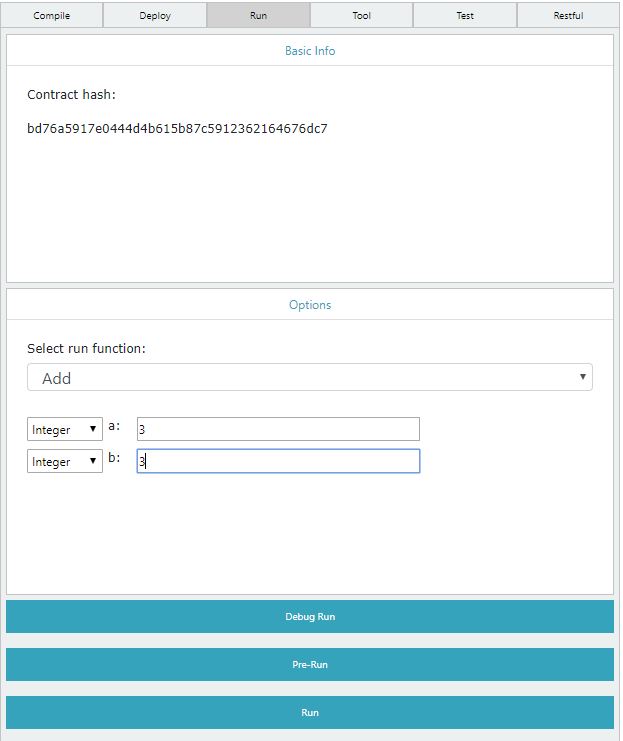 Compile Deploy Run Tool Test Restful
Basic Info
Contract hash:
bd76a5917e0444d4b615b87c5912362164676dc7
Options
Select run function:
Add
Integer a: 3
Integer b: 3
Debug Run
Pre-Run
Run